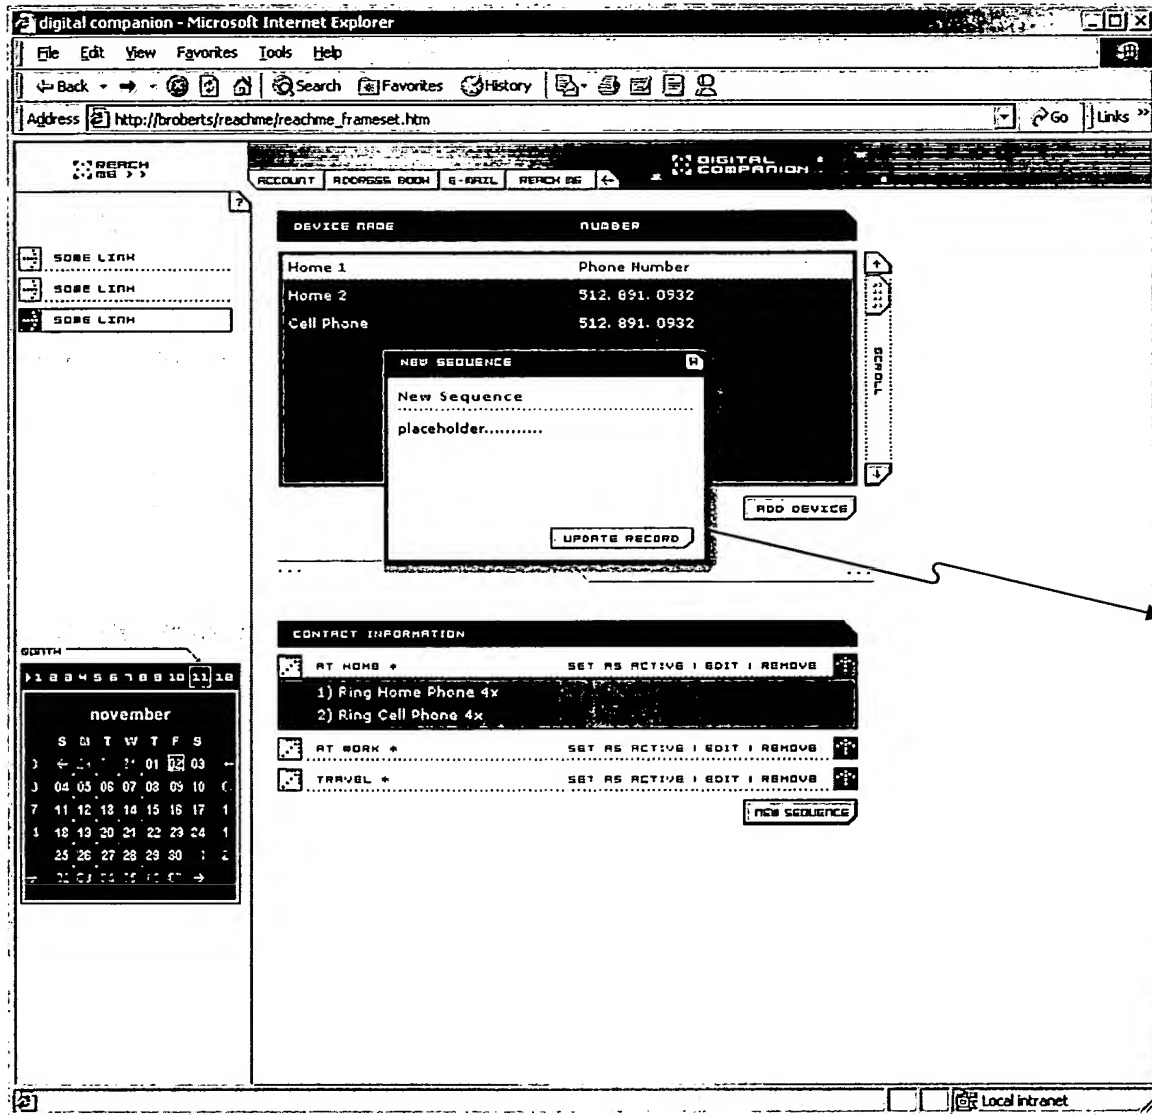 digital companion - Microsoft Internet Explorer
File Edit View Favorites Tools Help
Back Search Favorites History
Address http://broberts/reachme/reachme_frameset.htm Go Links »
REACH ME >>
ACCOUNT ADDRESS BOOK E-MAIL REACH ME
DIGITAL COMPANION
?
SOME LINK
SOME LINK
SOME LINK
DEVICE NAME NUMBER
Home 1 Phone Number
Home 2 512. 891. 0932
Cell Phone 512. 891. 0932
SCROLL
NEW SEQUENCE
New Sequence
placeholder...........
UPDATE RECORD
ADD DEVICE
CONTACT INFORMATION
AT HOME * SET AS ACTIVE | EDIT | REMOVE
1) Ring Home Phone 4x
2) Ring Cell Phone 4x
AT WORK * SET AS ACTIVE | EDIT | REMOVE
TRAVEL * SET AS ACTIVE | EDIT | REMOVE
NEW SEQUENCE
MONTH
1 2 3 4 5 6 7 8 9 10 11 12
november
S M T W T F S
01 02 03
04 05 06 07 08 09 10
11 12 13 14 15 16 17
18 19 20 21 22 23 24
25 26 27 28 29 30
Local intranet